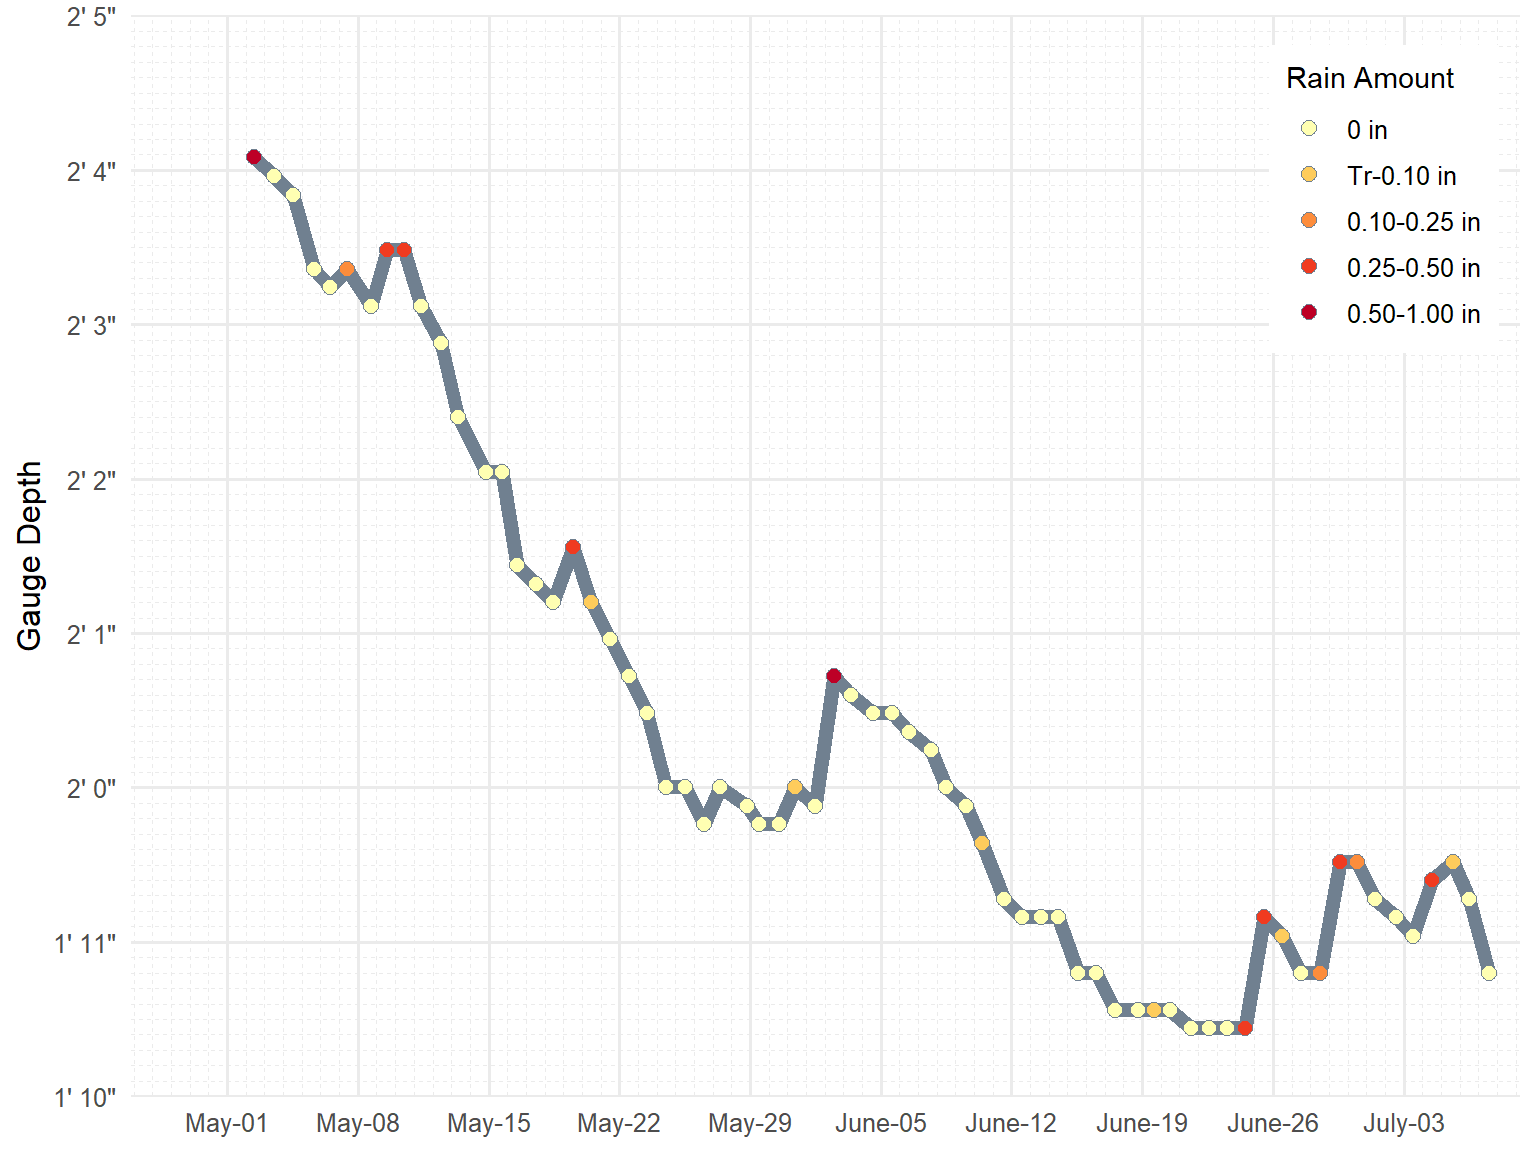 2' 5"
2' 4"
2' 3"
2' 2"
2' 1"
2' 0"
1' 11"
1' 10"
Gauge Depth
Rain Amount
0 in
Tr-0.10 in
0.10-0.25 in
0.25-0.50 in
0.50-1.00 in
May-01 May-08 May-15 May-22 May-29 June-05 June-12 June-19 June-26 July-03